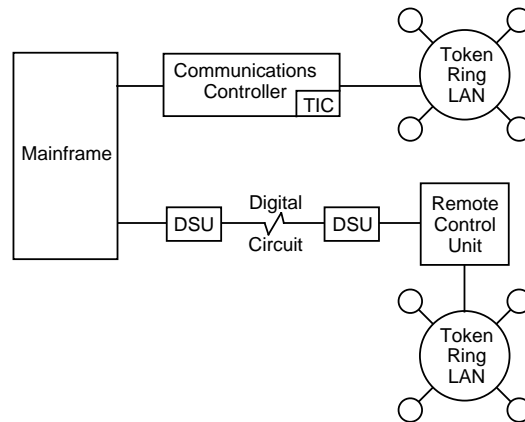 Mainframe
Communications
Controller
TIC
Token
Ring
LAN
DSU
Digital
Circuit
DSU
Remote
Control
Unit
Token
Ring
LAN